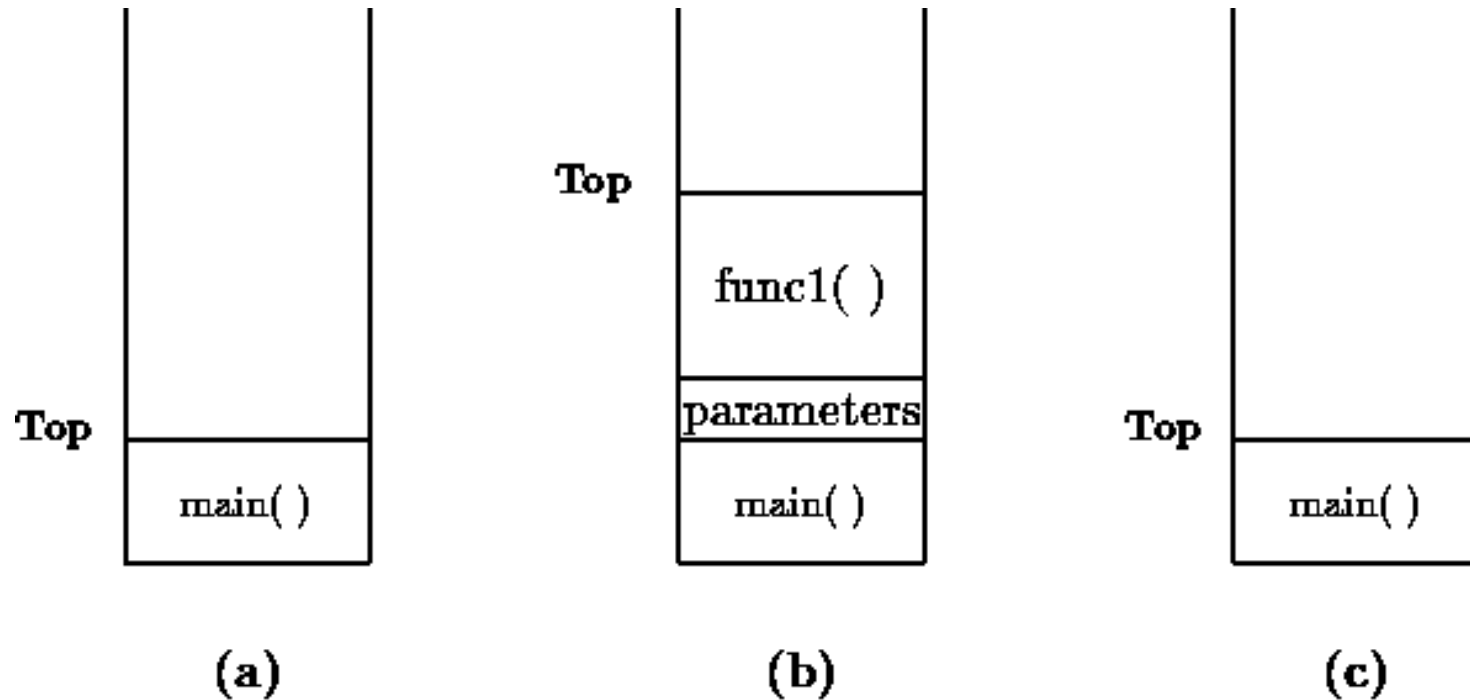 Top
main( )
(a)
Top
func1( )
parameters
main( )
(b)
Top
main( )
(c)